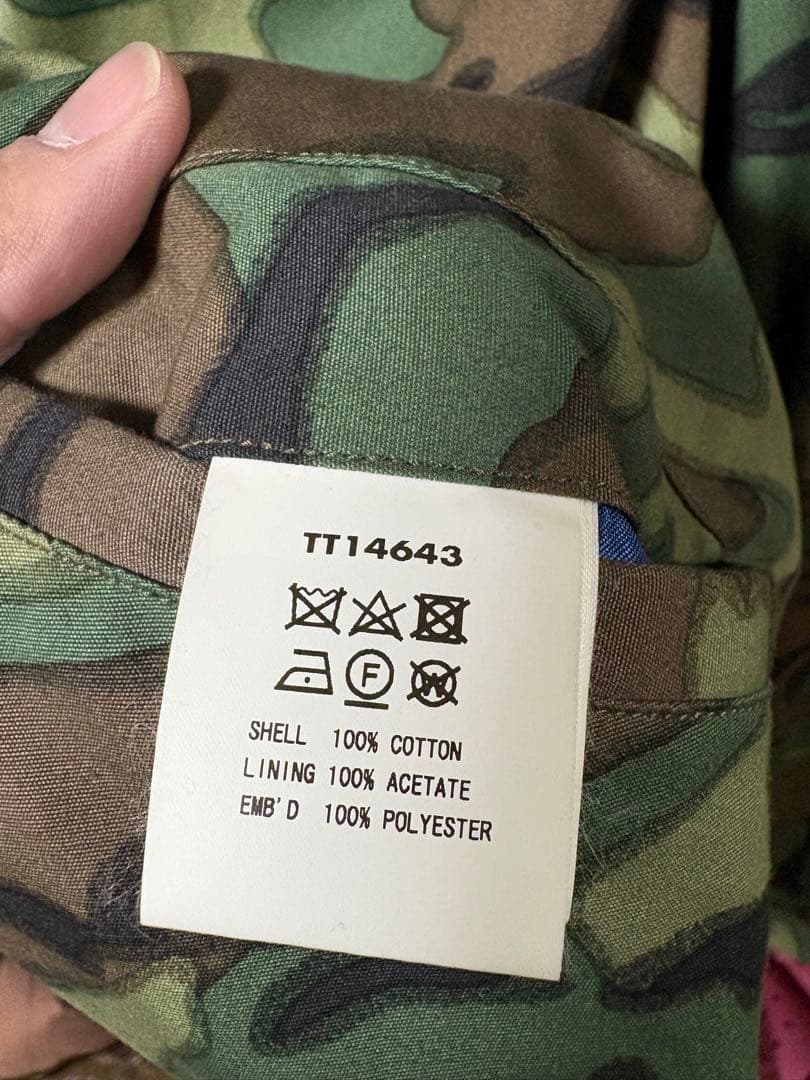 TT14643
F W
SHELL 100% COTTON
LINING 100% ACETATE
EMB'D 100% POLYESTER